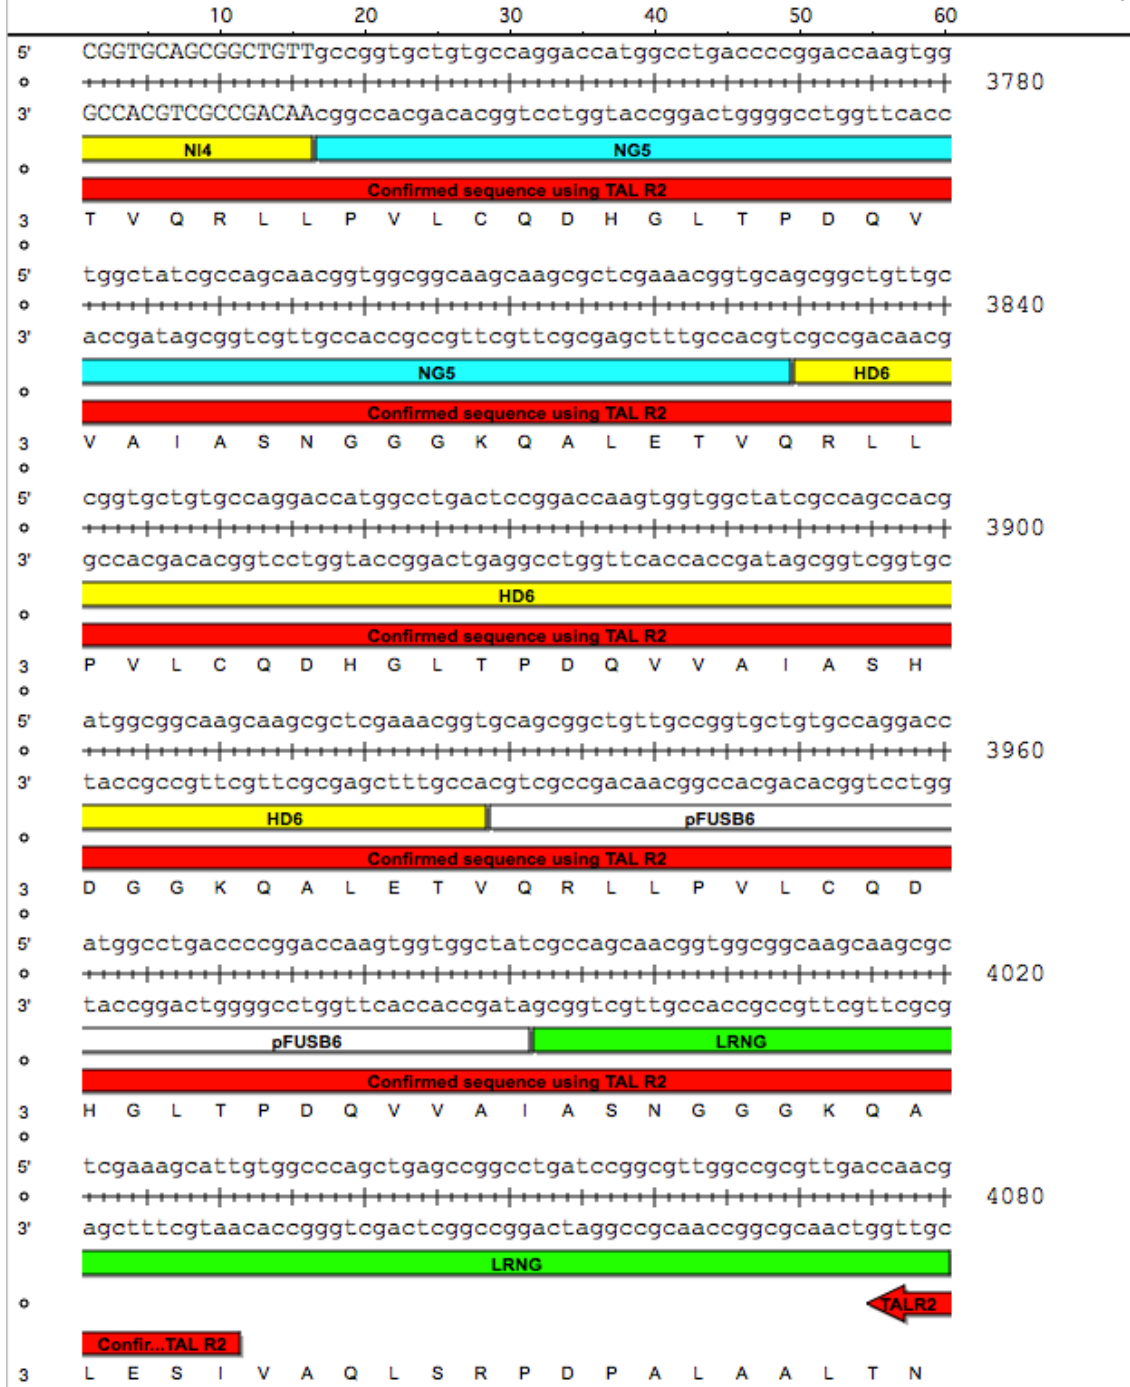 10 20 30 40 50 60
5' CGGTGCAGCGGCTGTTgccggtgctgtgccaggaccatggcctgaccccggaccaagtgg
3780
3' GCCACGTCGCCGACAAcggccacgacacggtcctggtaccggactggggcctggttcacc
NI4 NG5
Confirmed sequence using TAL R2
3 T V Q R L L P V L C Q D H G L T P D Q V
5' tggctatcgccagcaacggtggcggcaagcaagcgctcgaaacggtgcagcggctgttgc
3840
3' accgatagcggtcgttgccaccgccgttcgttcgcgagctttgccacgtcgccgacaacg
NG5 HD6
Confirmed sequence using TAL R2
3 V A I A S N G G G K Q A L E T V Q R L L
5' cggtgctgtgccaggaccatggcctgactccggaccaagtggtggctatcgccagccacg
3900
3' gccacgacacggtcctggtaccggactgaggcctggttcaccaccgatagcggtcggtgc
HD6
Confirmed sequence using TAL R2
3 P V L C Q D H G L T P D Q V V A I A S H
5' atggcggcaagcaagcgctcgaaacggtgcagcggctgttgccggtgctgtgccaggacc
3960
3' taccgccgttcgttcgcgagctttgccacgtcgccgacaacggccacgacacggtcctgg
HD6 pFUSB6
Confirmed sequence using TAL R2
3 D G G K Q A L E T V Q R L L P V L C Q D
5' atggcctgaccccggaccaagtggtggctatcgccagcaacggtggcggcaagcaagcgc
4020
3' taccggactggggcctggttcaccaccgatagcggtcgttgccaccgccgttcgttcgcg
pFUSB6 LRNG
Confirmed sequence using TAL R2
3 H G L T P D Q V V A I A S N G G G K Q A
5' tcgaaagcattgtggcccagctgagccggcctgatccggcgttggccgcgttgaccaacg
4080
3' agctttcgtaacaccgggtcgactcggccggactaggccgcaaccggcgcaactggttgc
LRNG
TALR2
Confir...TAL R2
3 L E S I V A Q L S R P D P A L A A L T N